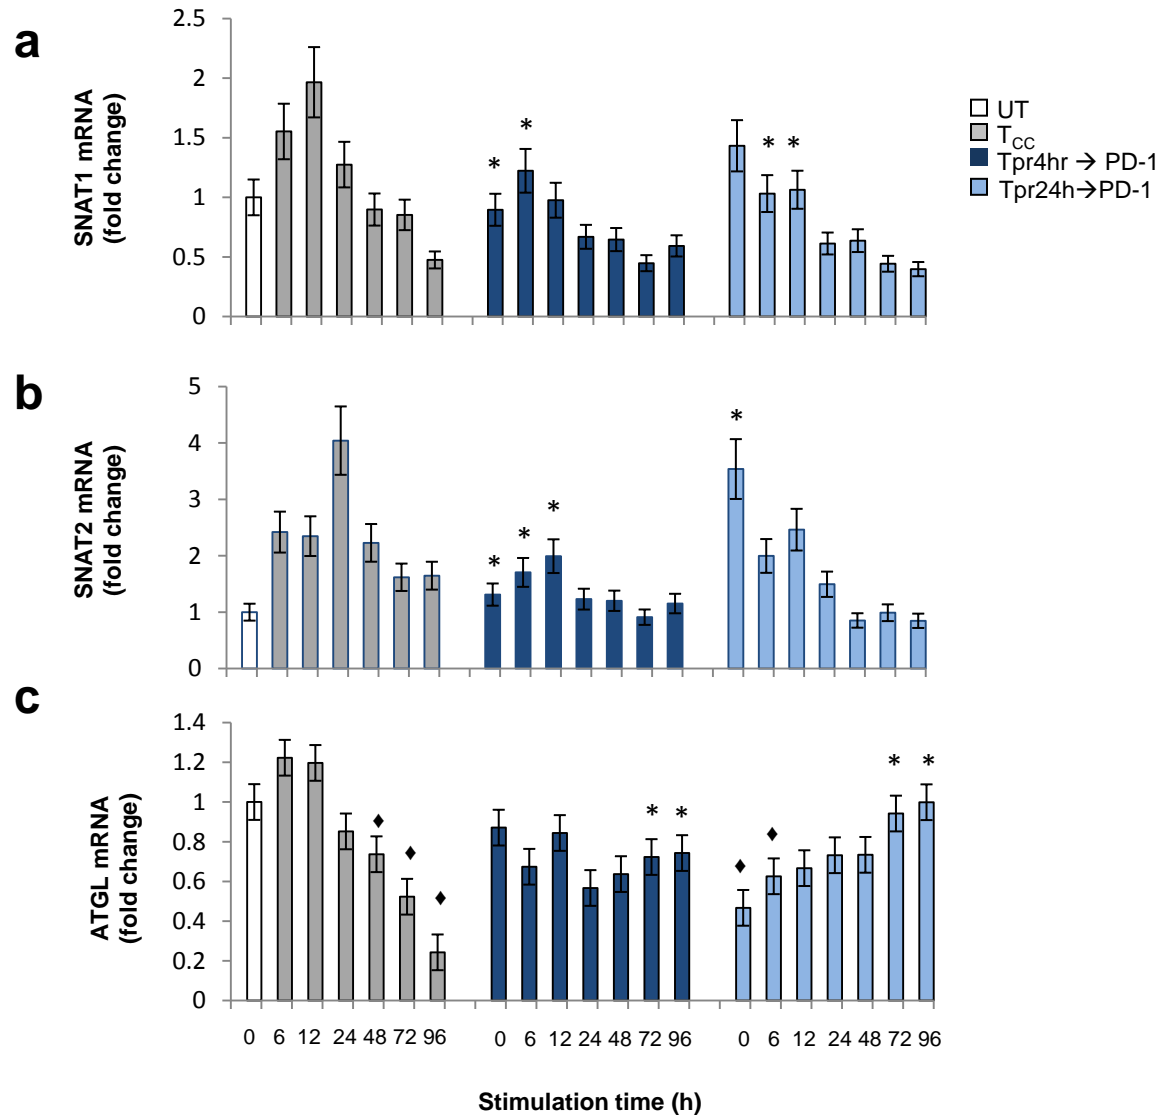 a
SNAT1 mRNA
(fold change)
2.5
2
1.5
1
0.5
0
* * * *
UT
TCC
Tpr4hr → PD-1
Tpr24h→PD-1
b
SNAT2 mRNA
(fold change)
5
4
3
2
1
0
* * * *
c
ATGL mRNA
(fold change)
1.4
1.2
1
0.8
0.6
0.4
0.2
0
♦ ♦ ♦ * * ♦ ♦ * *
0 6 12 24 48 72 96 0 6 12 24 48 72 96 0 6 12 24 48 72 96
Stimulation time (h)